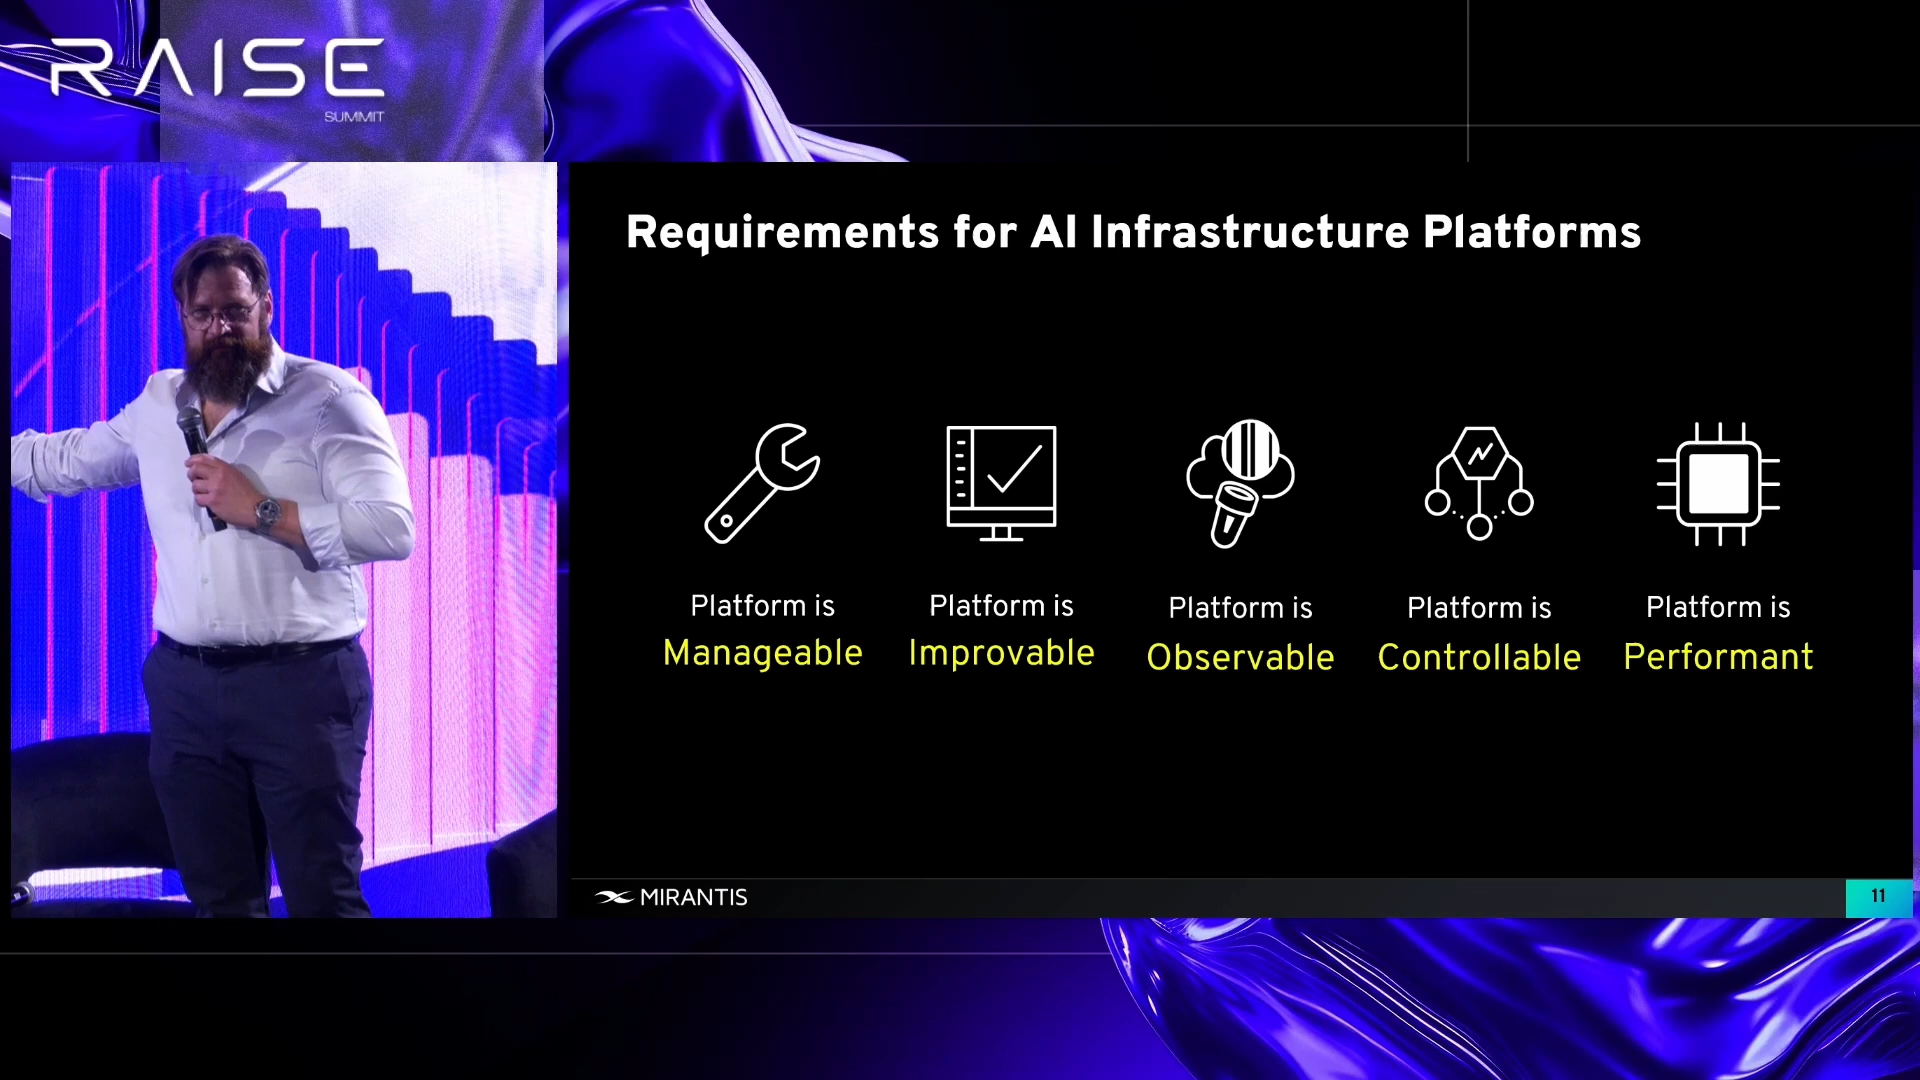 RAISE
SUMMIT
Requirements for AI Infrastructure Platforms
Platform is
Manageable
Platform is
Improvable
Platform is
Observable
Platform is
Controllable
Platform is
Performant
MIRANTIS
11